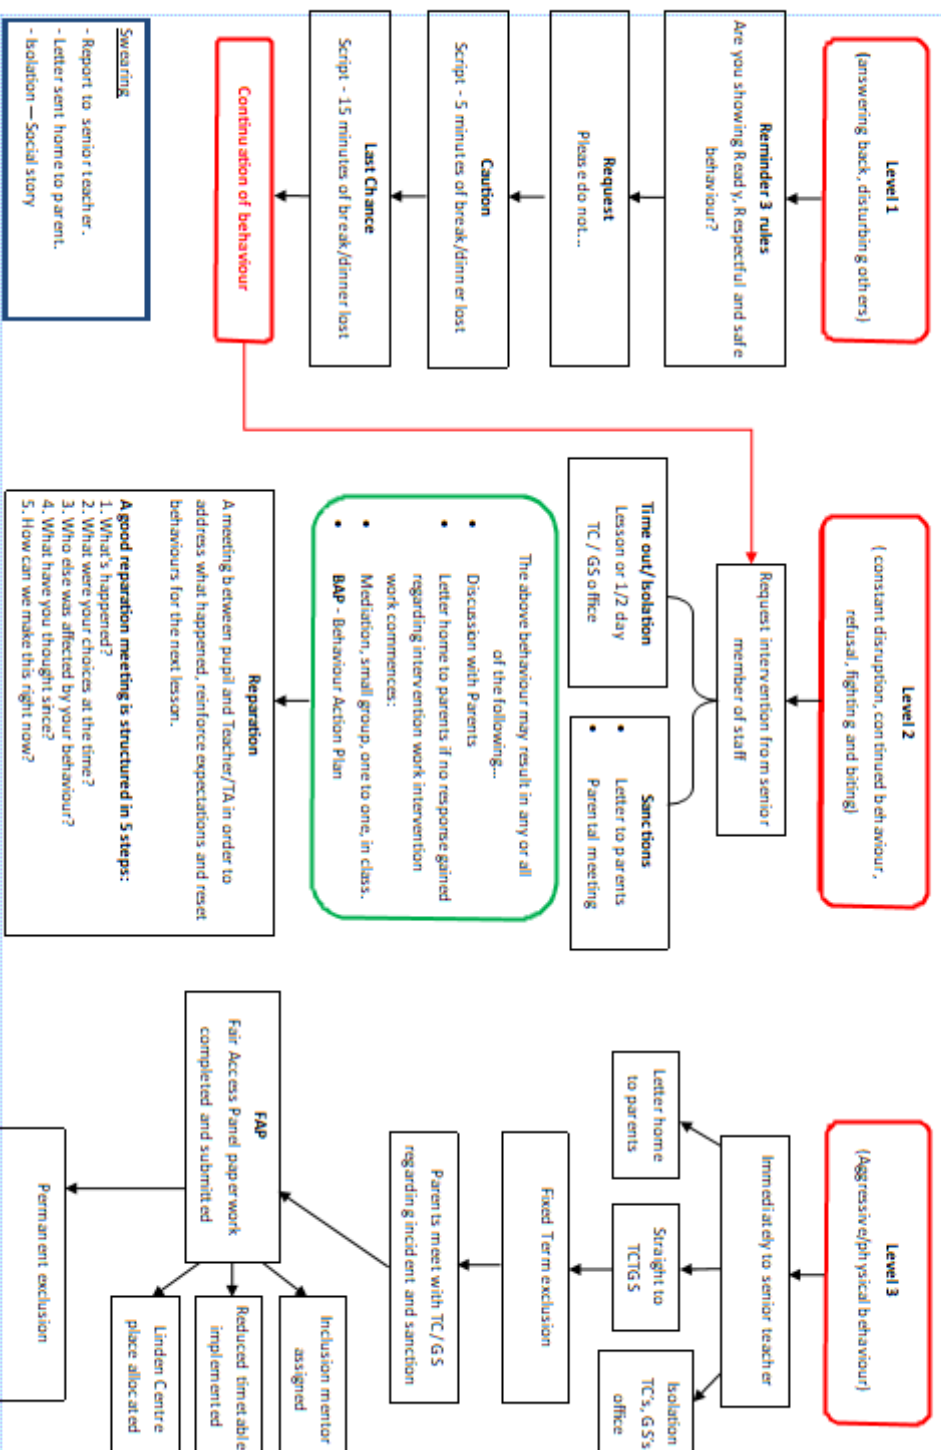 Level 1
(answering back, disturbing others)
Reminder 3 rules
Are you showing Ready, Respectful and safe
behaviour?
Request
Please do not...
Caution
Script - 5 minutes of break/dinner lost
Last Chance
Script - 15 minutes of break/dinner lost
Continuation of behaviour
Swearing
- Report to senior teacher.
- Letter sent home to parent.
- Isolation — Social story
Level 2
(constant disruption, continued behaviour,
refusal, fighting and biting)
Request intervention from senior
member of staff
Time out/ Isolation
Lesson or 1/2 day
TC / GS office
Sanctions
• Letter to parents
• Parental meeting
The above behaviour may result in any or all
of the following...
• Discussion with Parents
• Letter home to parents if no response gained
regarding intervention work intervention
work commences:
• Mediation, small group, one to one, in class.
• BAP - Behaviour Action Plan
Reparation
A meeting between pupil and Teacher/TA in order to
address what happened, reinforce expectations and reset
behaviours for the next lesson.
A good reparation meeting is structured in 5 steps:
1. What's happened?
2. What were your choices at the time?
3. Who else was affected by your behaviour?
4. What have you thought since?
5. How can we make this right now?
Level 3
(Aggressive/physical behaviour)
Immediately to senior teacher
Letter home
to parents
Straight to
TCTGS
Isolation
TC's, GS's
office
Fixed Term exclusion
Parents meet with TC/ GS
regarding incident and sanction
FAP
Fair Access Panel paperwork
completed and submitted
Inclusion mentor
assigned
Reduced timetable
implemented
Linden Centre
place allocated
Permanent exclusion